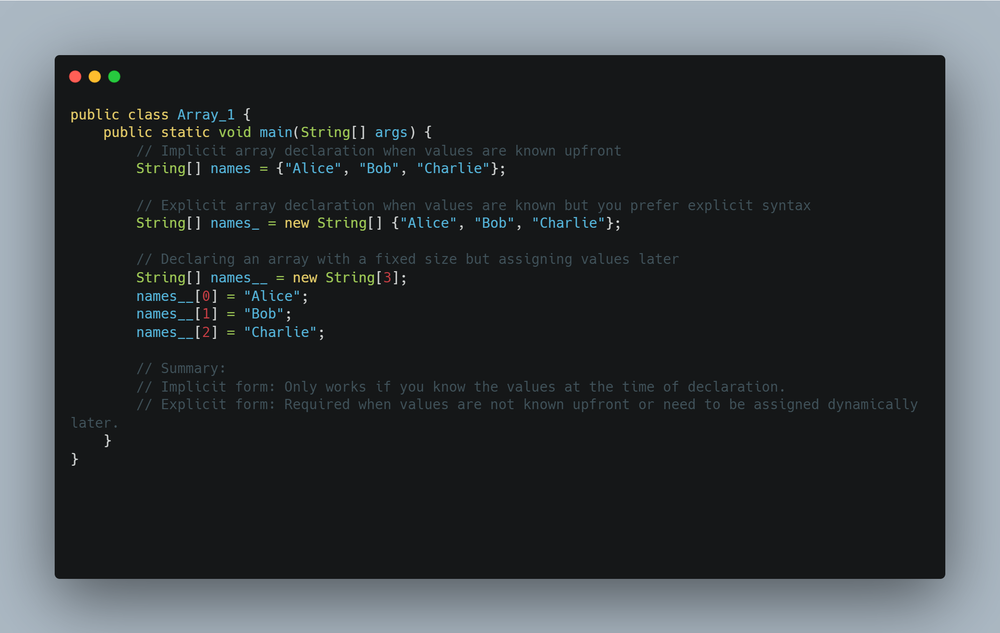 public class Array_1 {
    public static void main(String[] args) {
        // Implicit array declaration when values are known upfront
        String[] names = {"Alice", "Bob", "Charlie"};

        // Explicit array declaration when values are known but you prefer explicit syntax
        String[] names_ = new String[] {"Alice", "Bob", "Charlie"};

        // Declaring an array with a fixed size but assigning values later
        String[] names__ = new String[3];
        names__[0] = "Alice";
        names__[1] = "Bob";
        names__[2] = "Charlie";

        // Summary:
        // Implicit form: Only works if you know the values at the time of declaration.
        // Explicit form: Required when values are not known upfront or need to be assigned dynamically
later.
    }
}